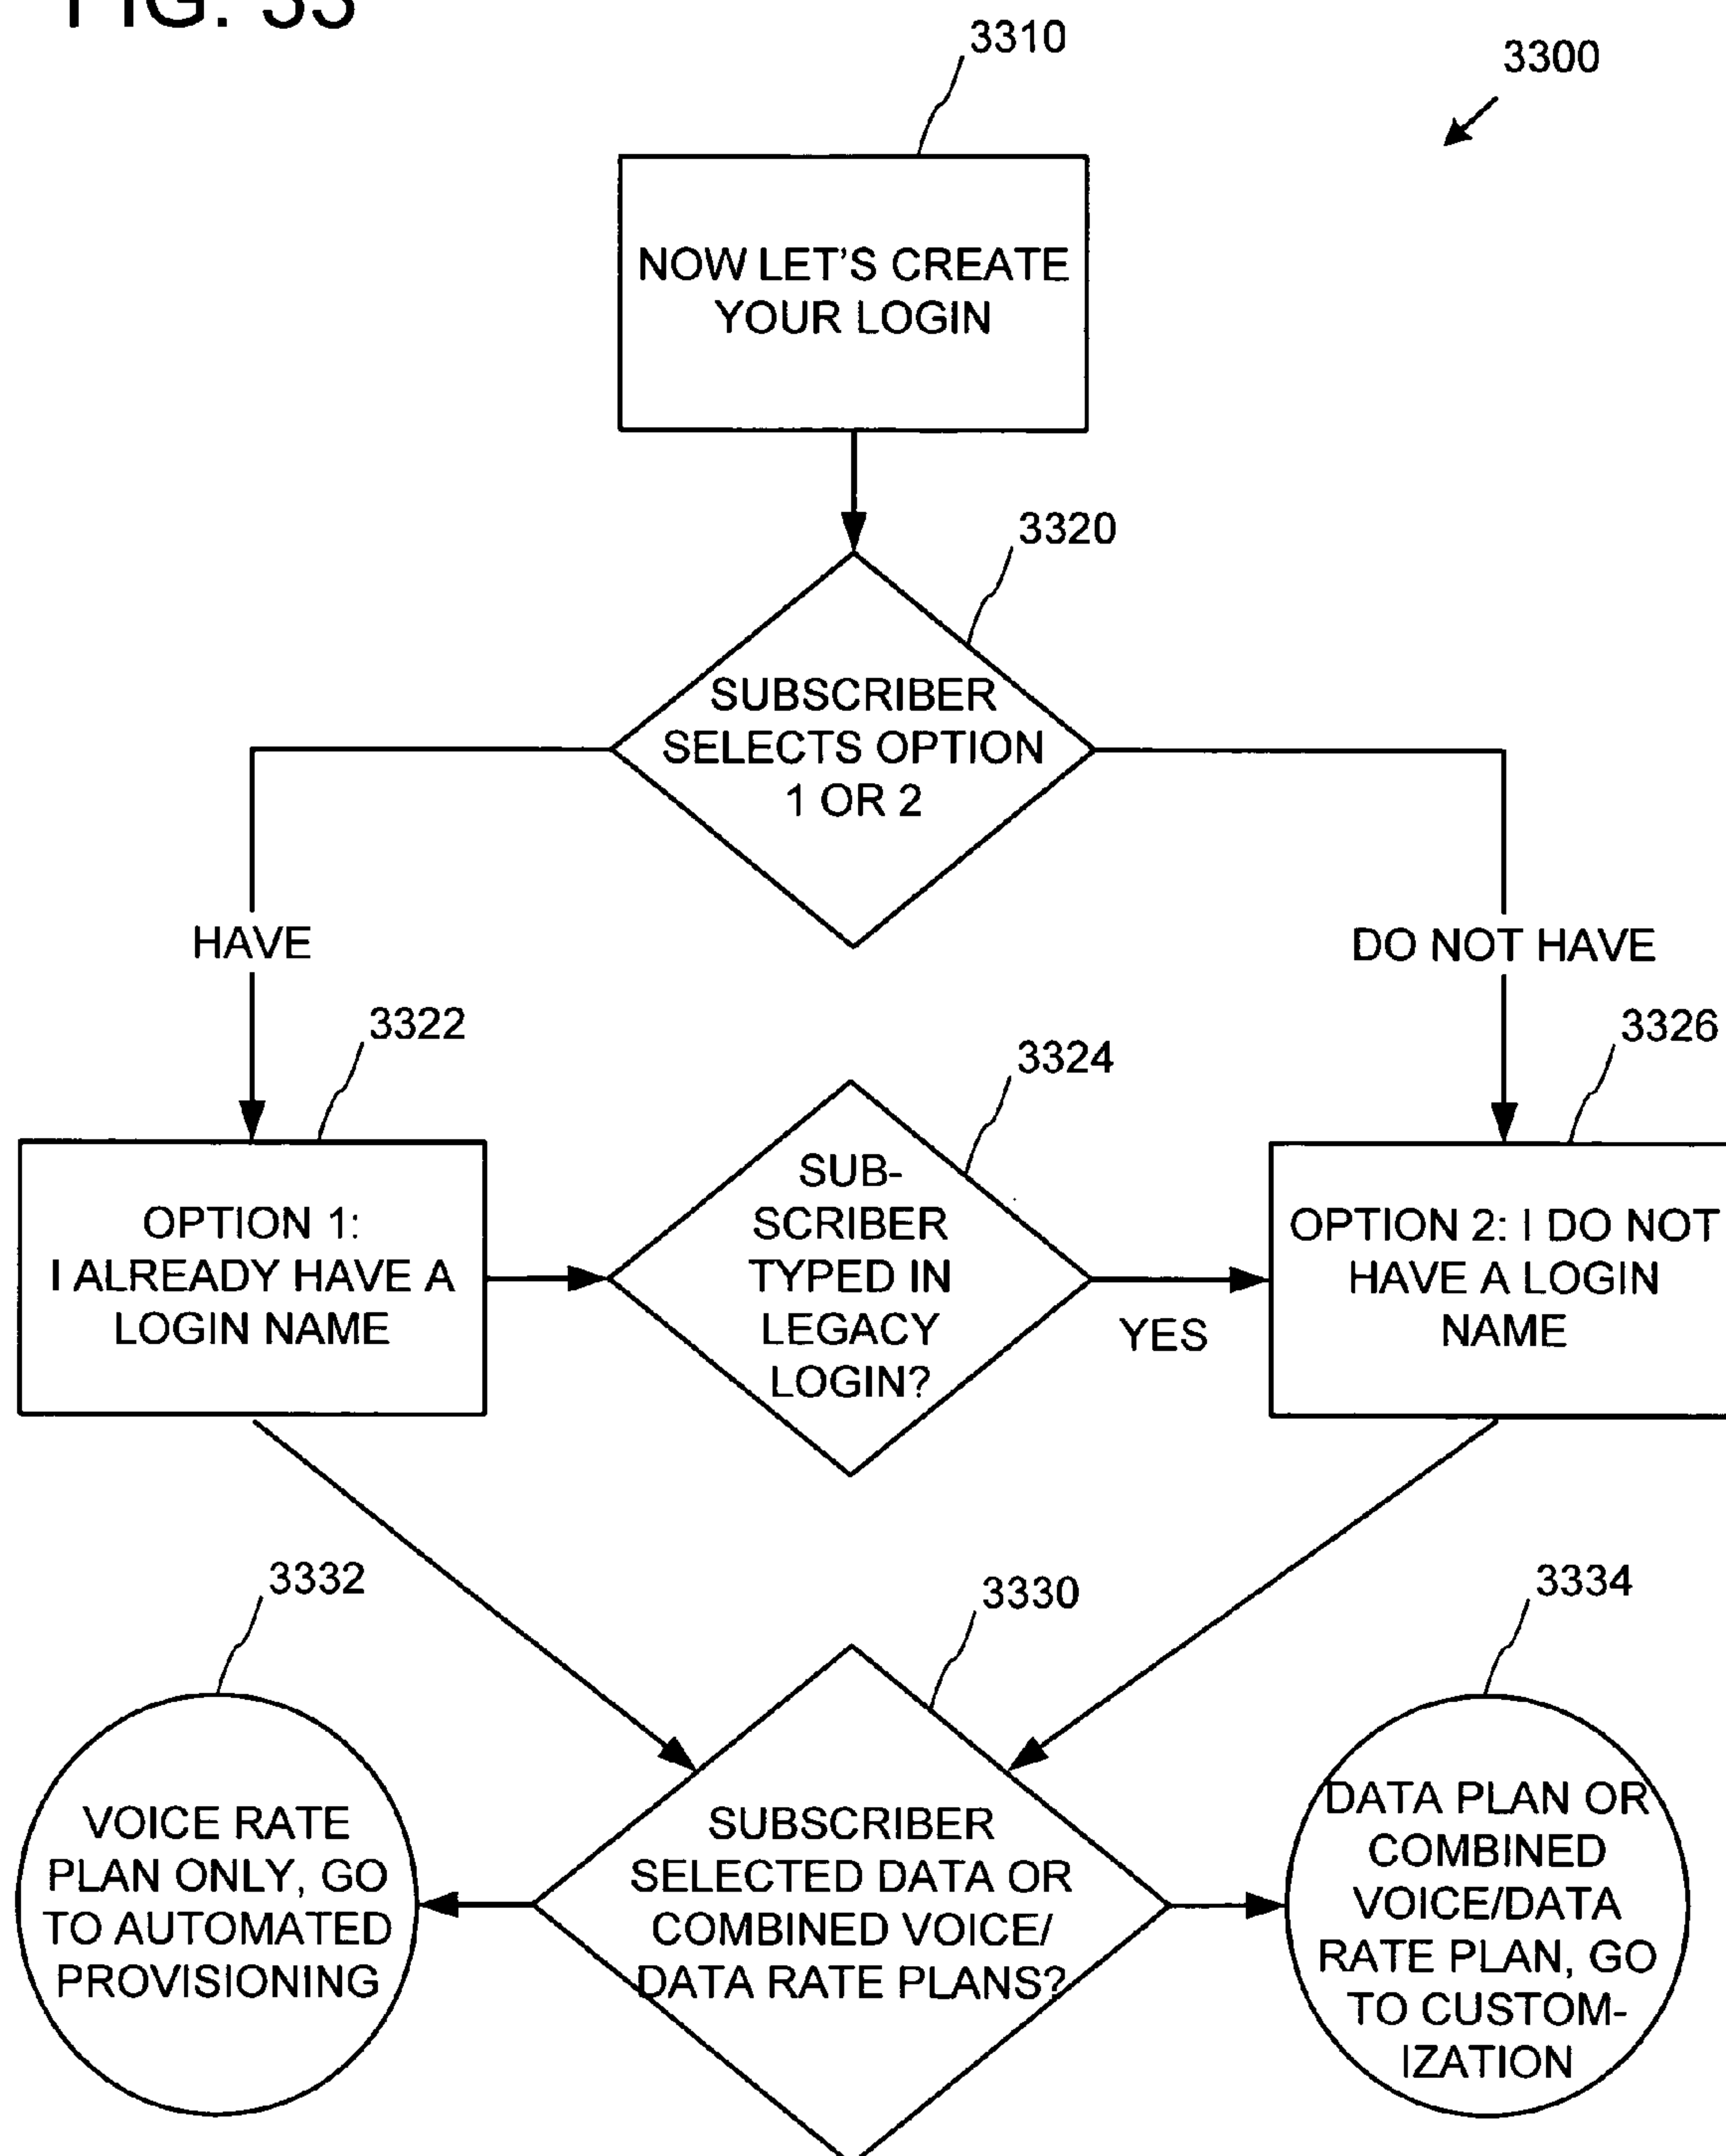 FIG. 33
3310
3300
NOW LET'S CREATE
YOUR LOGIN
3320
SUBSCRIBER
SELECTS OPTION
1 OR 2
HAVE
DO NOT HAVE
3322
3324
3326
OPTION 1:
I ALREADY HAVE A
LOGIN NAME
SUB-
SCRIBER
TYPED IN
LEGACY
LOGIN?
YES
OPTION 2: I DO NOT
HAVE A LOGIN
NAME
3332
3330
3334
VOICE RATE
PLAN ONLY, GO
TO AUTOMATED
PROVISIONING
SUBSCRIBER
SELECTED DATA OR
COMBINED VOICE/
DATA RATE PLANS?
DATA PLAN OR
COMBINED
VOICE/DATA
RATE PLAN, GO
TO CUSTOM-
IZATION